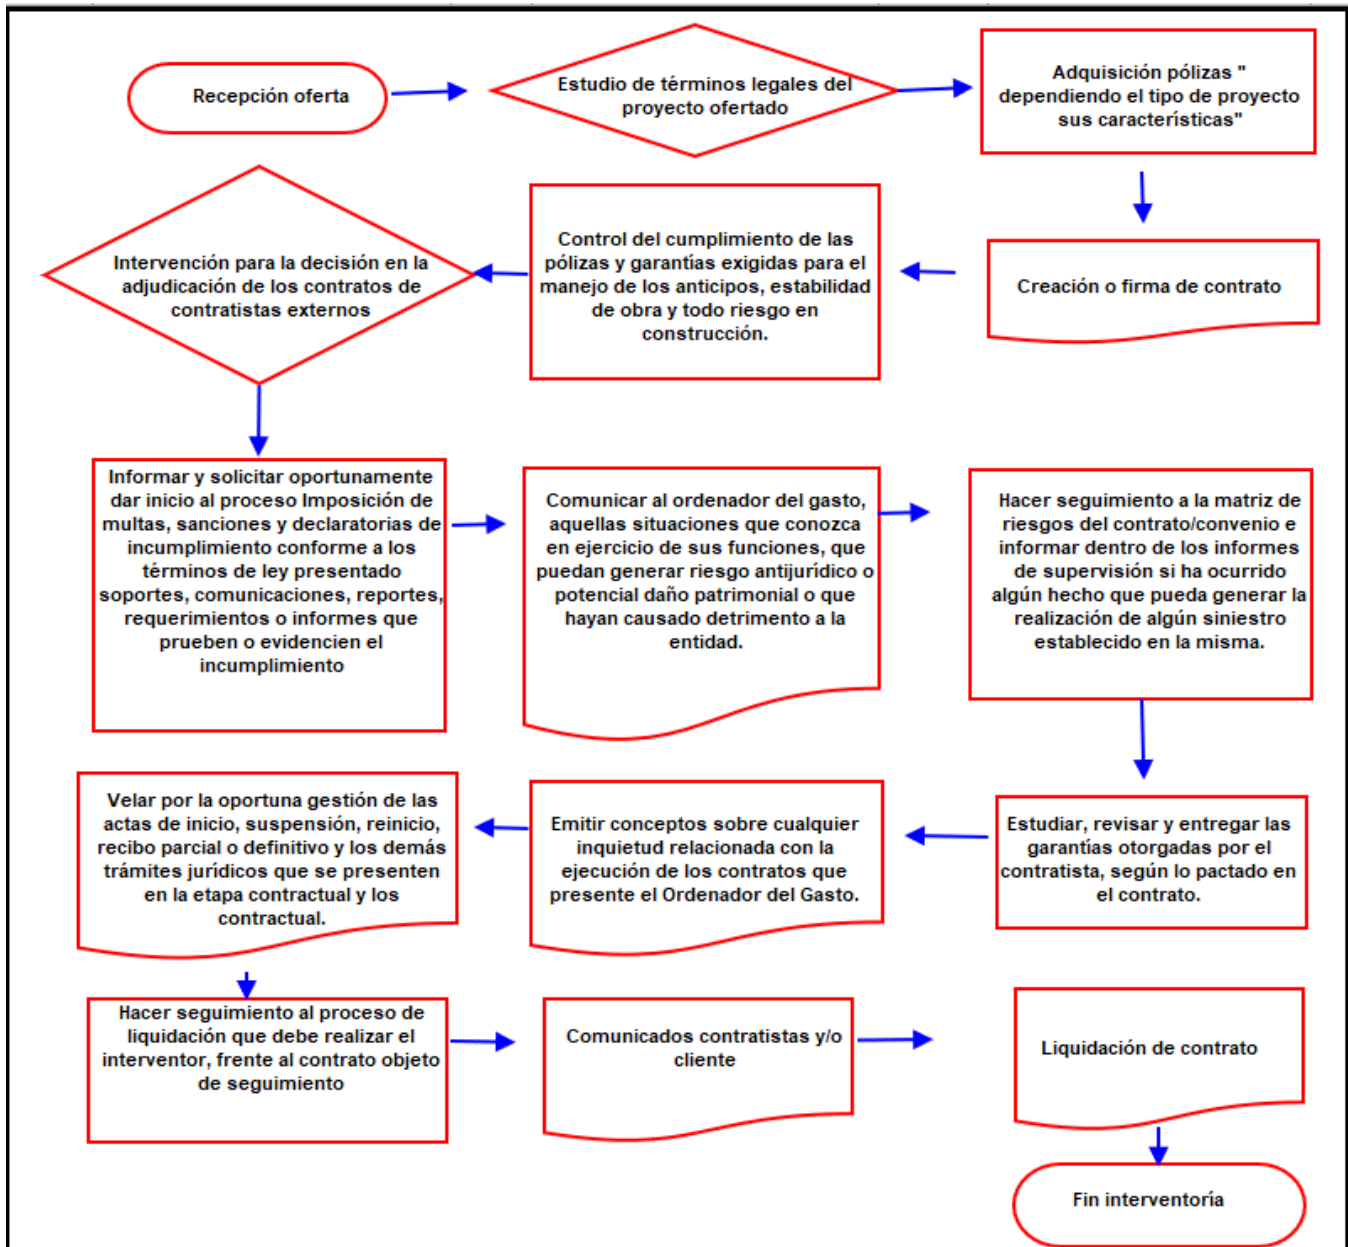 Recepción oferta
Estudio de términos legales del
proyecto ofertado
Adquisición pólizas "
dependiendo el tipo de proyecto
sus características"
Creación o firma de contrato
Control del cumplimiento de las
pólizas y garantías exigidas para el
manejo de los anticipos, estabilidad
de obra y todo riesgo en
construcción.
Intervención para la decisión en la
adjudicación de los contratos de
contratistas externos
Informar y solicitar oportunamente
dar inicio al proceso Imposición de
multas, sanciones y declaratorias de
incumplimiento conforme a los
términos de ley presentado
soportes, comunicaciones, reportes,
requerimientos o informes que
prueben o evidencien el
incumplimiento
Comunicar al ordenador del gasto,
aquellas situaciones que conozca
en ejercicio de sus funciones, que
puedan generar riesgo antijurídico o
potencial daño patrimonial o que
hayan causado detrimento a la
entidad.
Hacer seguimiento a la matriz de
riesgos del contrato/convenio e
informar dentro de los informes
de supervisión si ha ocurrido
algún hecho que pueda generar la
realización de algún siniestro
establecido en la misma.
Estudiar, revisar y entregar las
garantías otorgadas por el
contratista, según lo pactado en
el contrato.
Emitir conceptos sobre cualquier
inquietud relacionada con la
ejecución de los contratos que
presente el Ordenador del Gasto.
Velar por la oportuna gestión de las
actas de inicio, suspensión, reinicio,
recibo parcial o definitivo y los demás
trámites jurídicos que se presenten
en la etapa contractual y los
contractual.
Hacer seguimiento al proceso de
liquidación que debe realizar el
interventor, frente al contrato objeto
de seguimiento
Comunicados contratistas y/o
cliente
Liquidación de contrato
Fin interventoría